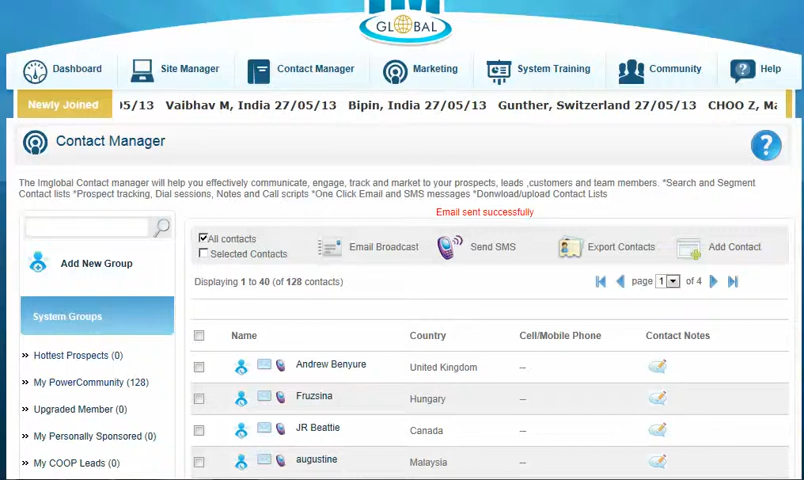 GLOBAL
Dashboard
Site Manager
Contact Manager
Marketing
System Training
Community
Help
Newly Joined
05/13 Vaibhav M, India 27/05/13 Bipin, India 27/05/13 Gunther, Switzerland 27/05/13 CHOO Z,
Contact Manager
The Imglobal Contact manager will help you effectively communicate, engage, track and market to your prospects, leads ,customers and team members. *Search and Segment
Contact lists *Prospect tracking, Dial sessions, Notes and Call scripts *One Click Email and SMS messages *Donwload/upload Contact Lists
Email sent successfully
All contacts
Selected Contacts
Email Broadcast
Send SMS
Export Contacts
Add Contact
Add New Group
Displaying 1 to 40 (of 128 contacts)
page 1 of 4
System Groups
Name Country Cell/Mobile Phone Contact Notes
Hottest Prospects (0)
My PowerCommunity (128)
Upgraded Member (0)
My Personally Sponsored (0)
My COOP Leads (0)
Andrew Benyure United Kingdom --
Fruzsina Hungary --
JR Beattie Canada --
augustine Malaysia --